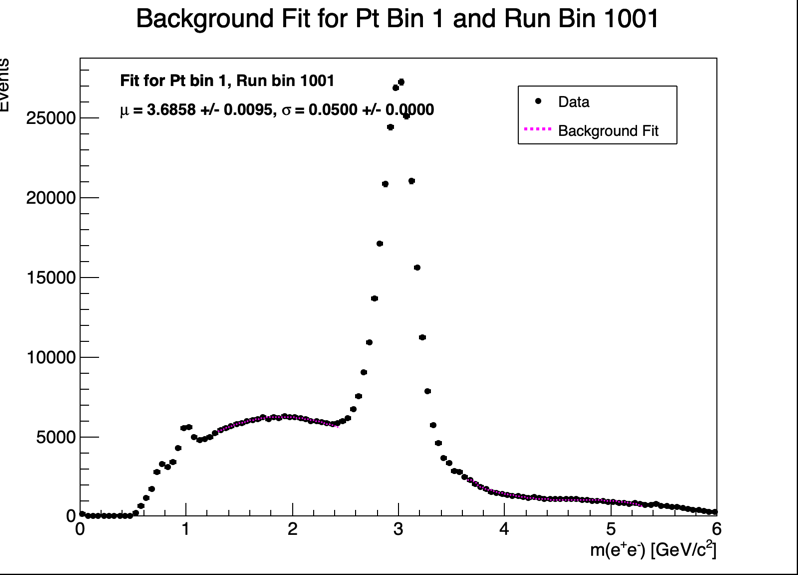 Background Fit for Pt Bin 1 and Run Bin 1001
Events
Fit for Pt bin 1, Run bin 1001
μ = 3.6858 +/- 0.0095, σ = 0.0500 +/- 0.0000
Data
Background Fit
25000
20000
15000
10000
5000
0
0 1 2 3 4 5 6
m(e⁺e⁻) [GeV/c²]